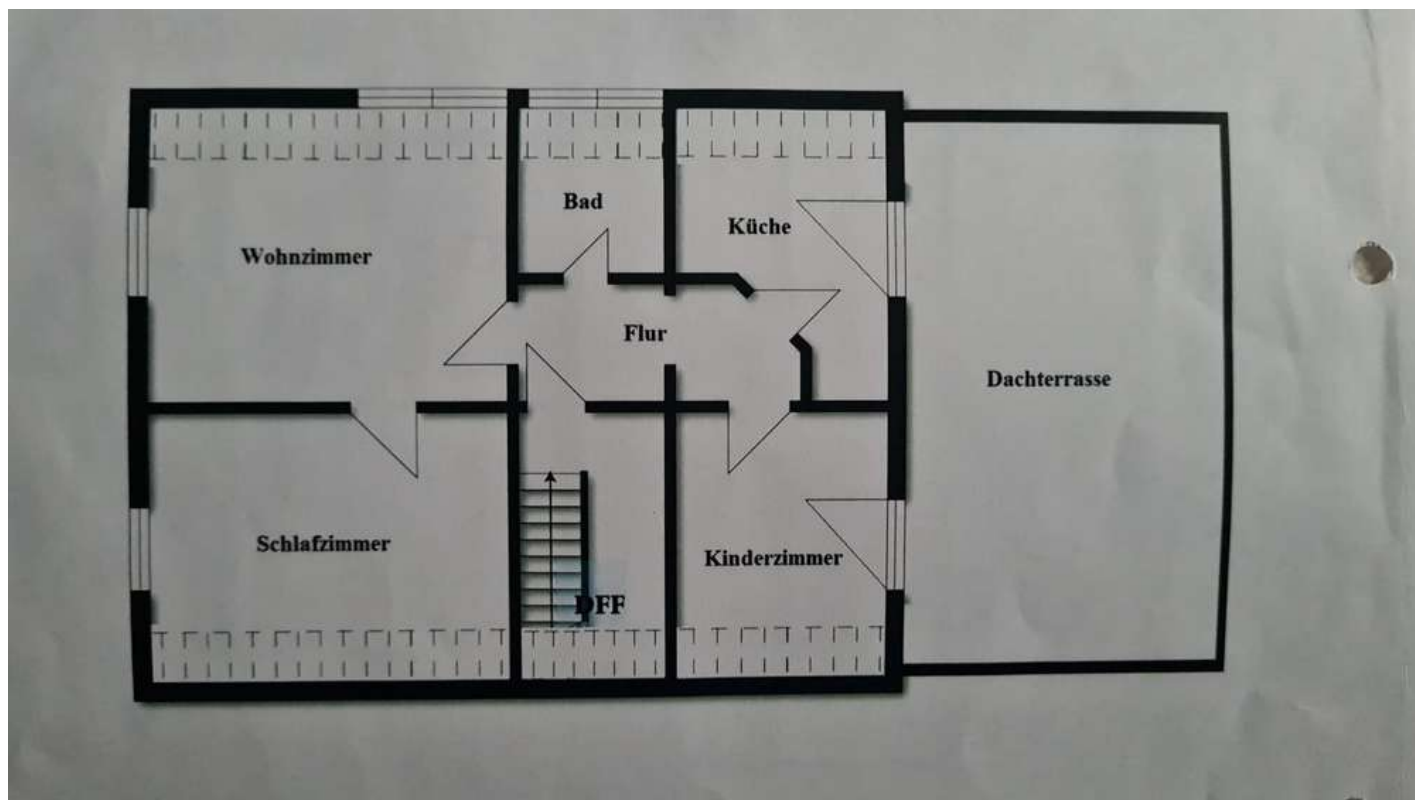 Bad
Küche
Wohnzimmer
Flur
Dachterrasse
Schlafzimmer
Kinderzimmer
DFF